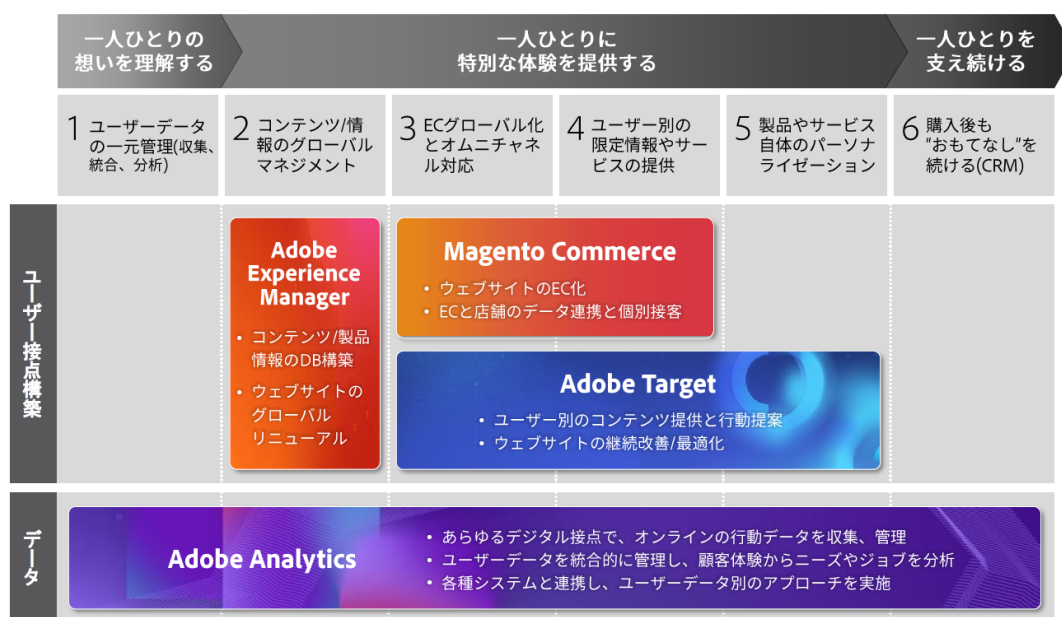 一人ひとりの
想いを理解する
一人ひとりに
特別な体験を提供する
一人ひとりを
支え続ける
1 ユーザーデータ
の一元管理(収集、
統合、分析)
2 コンテンツ/情
報のグローバル
マネジメント
3 ECグローバル化
とオムニチャネ
ル対応
4 ユーザー別の
限定情報やサー
ビスの提供
5 製品やサービス
自体のパーソナ
ライゼーション
6 購入後も
“おもてなし”を
続ける(CRM)
ユーザー接点構築
Adobe
Experience
Manager
• コンテンツ/製品
情報のDB構築
• ウェブサイトの
グローバル
リニューアル
Magento Commerce
• ウェブサイトのEC化
• ECと店舗のデータ連携と個別接客
Adobe Target
• ユーザー別のコンテンツ提供と行動提案
• ウェブサイトの継続改善/最適化
データ
Adobe Analytics
• あらゆるデジタル接点で、オンラインの行動データを収集、管理
• ユーザーデータを統合的に管理し、顧客体験からニーズやジョブを分析
• 各種システムと連携し、ユーザーデータ別のアプローチを実施